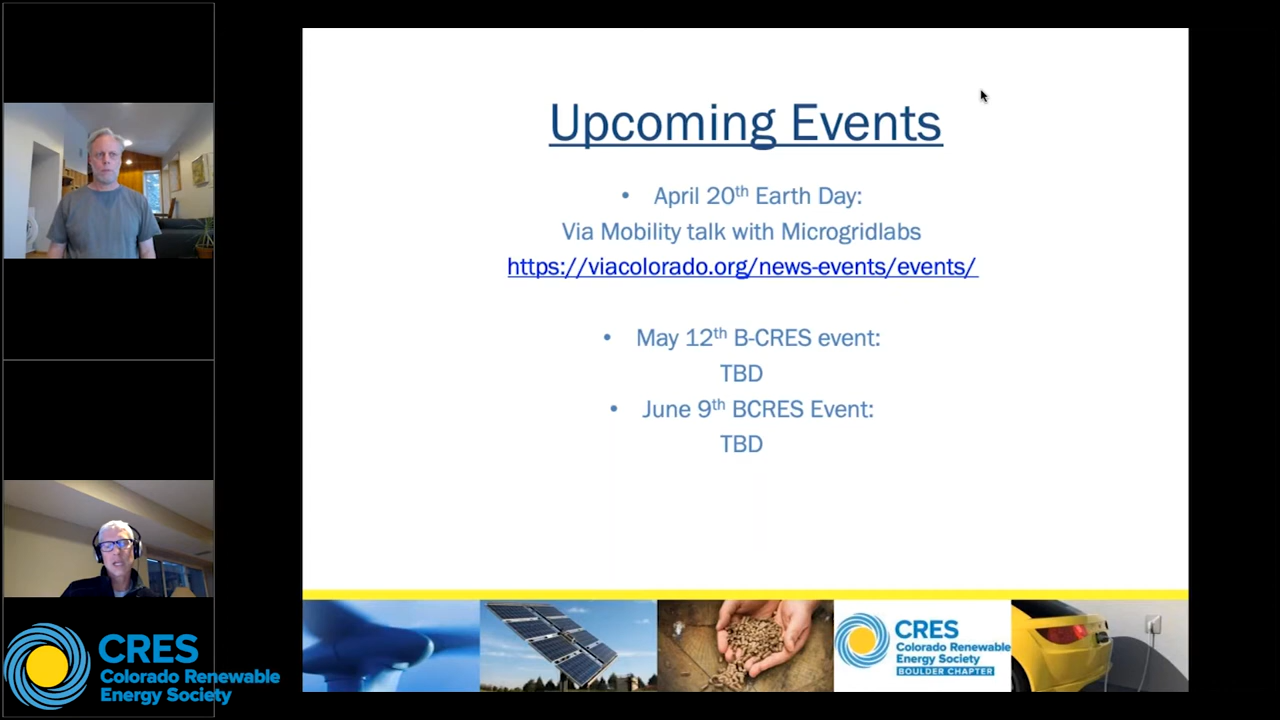 Upcoming Events
• April 20th Earth Day:
Via Mobility talk with Microgridlabs
https://viacolorado.org/news-events/events/
• May 12th B-CRES event:
TBD
• June 9th BCRES Event:
TBD
CRES
Colorado Renewable
Energy Society
BOULDER CHAPTER
CRES
Colorado Renewable
Energy Society